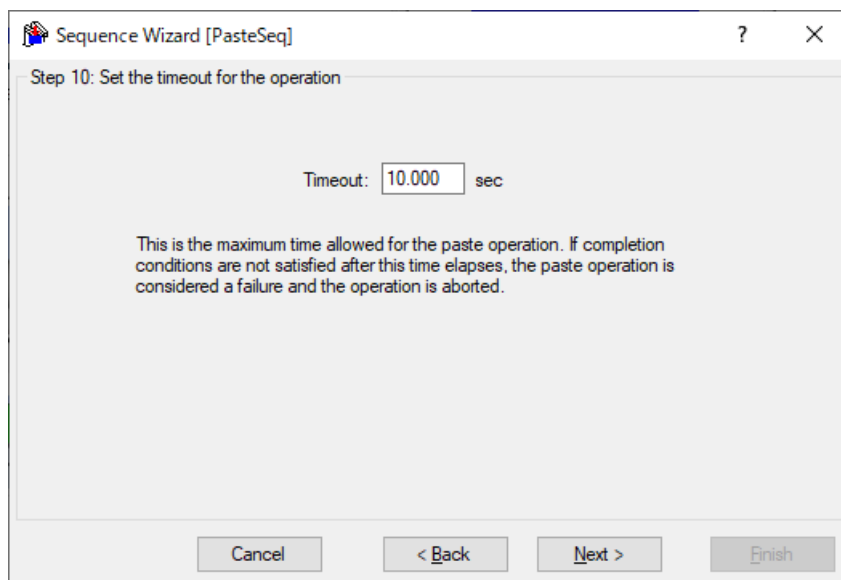 Sequence Wizard [PasteSeq]
?
Step 10: Set the timeout for the operation
Timeout: 10.000 sec
This is the maximum time allowed for the paste operation. If completion
conditions are not satisfied after this time elapses, the paste operation is
considered a failure and the operation is aborted.
Cancel < Back Next > Finish